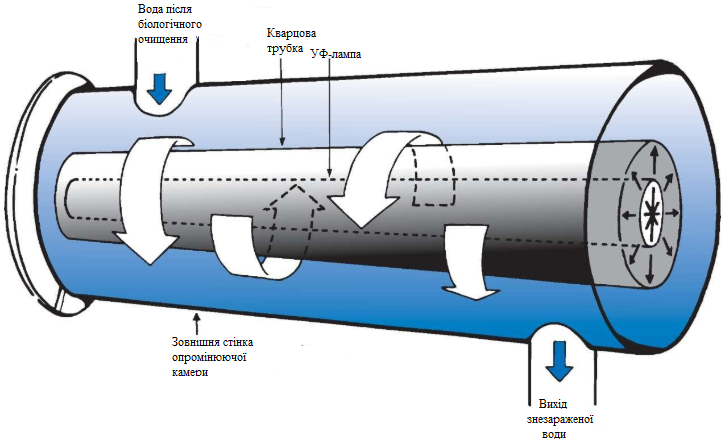 Вода після
біологічного
очищення
Кварцова
трубка
УФ-лампа
Зовнішня стінка
опромінюючої
камери
Вихід
знезараженої
води